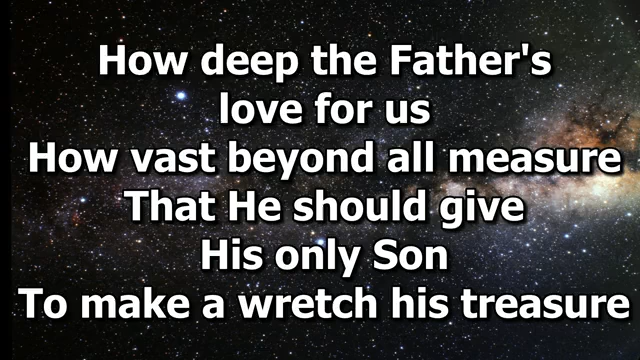 How deep the Father's
love for us
How vast beyond all measure
That He should give
His only Son
To make a wretch his treasure